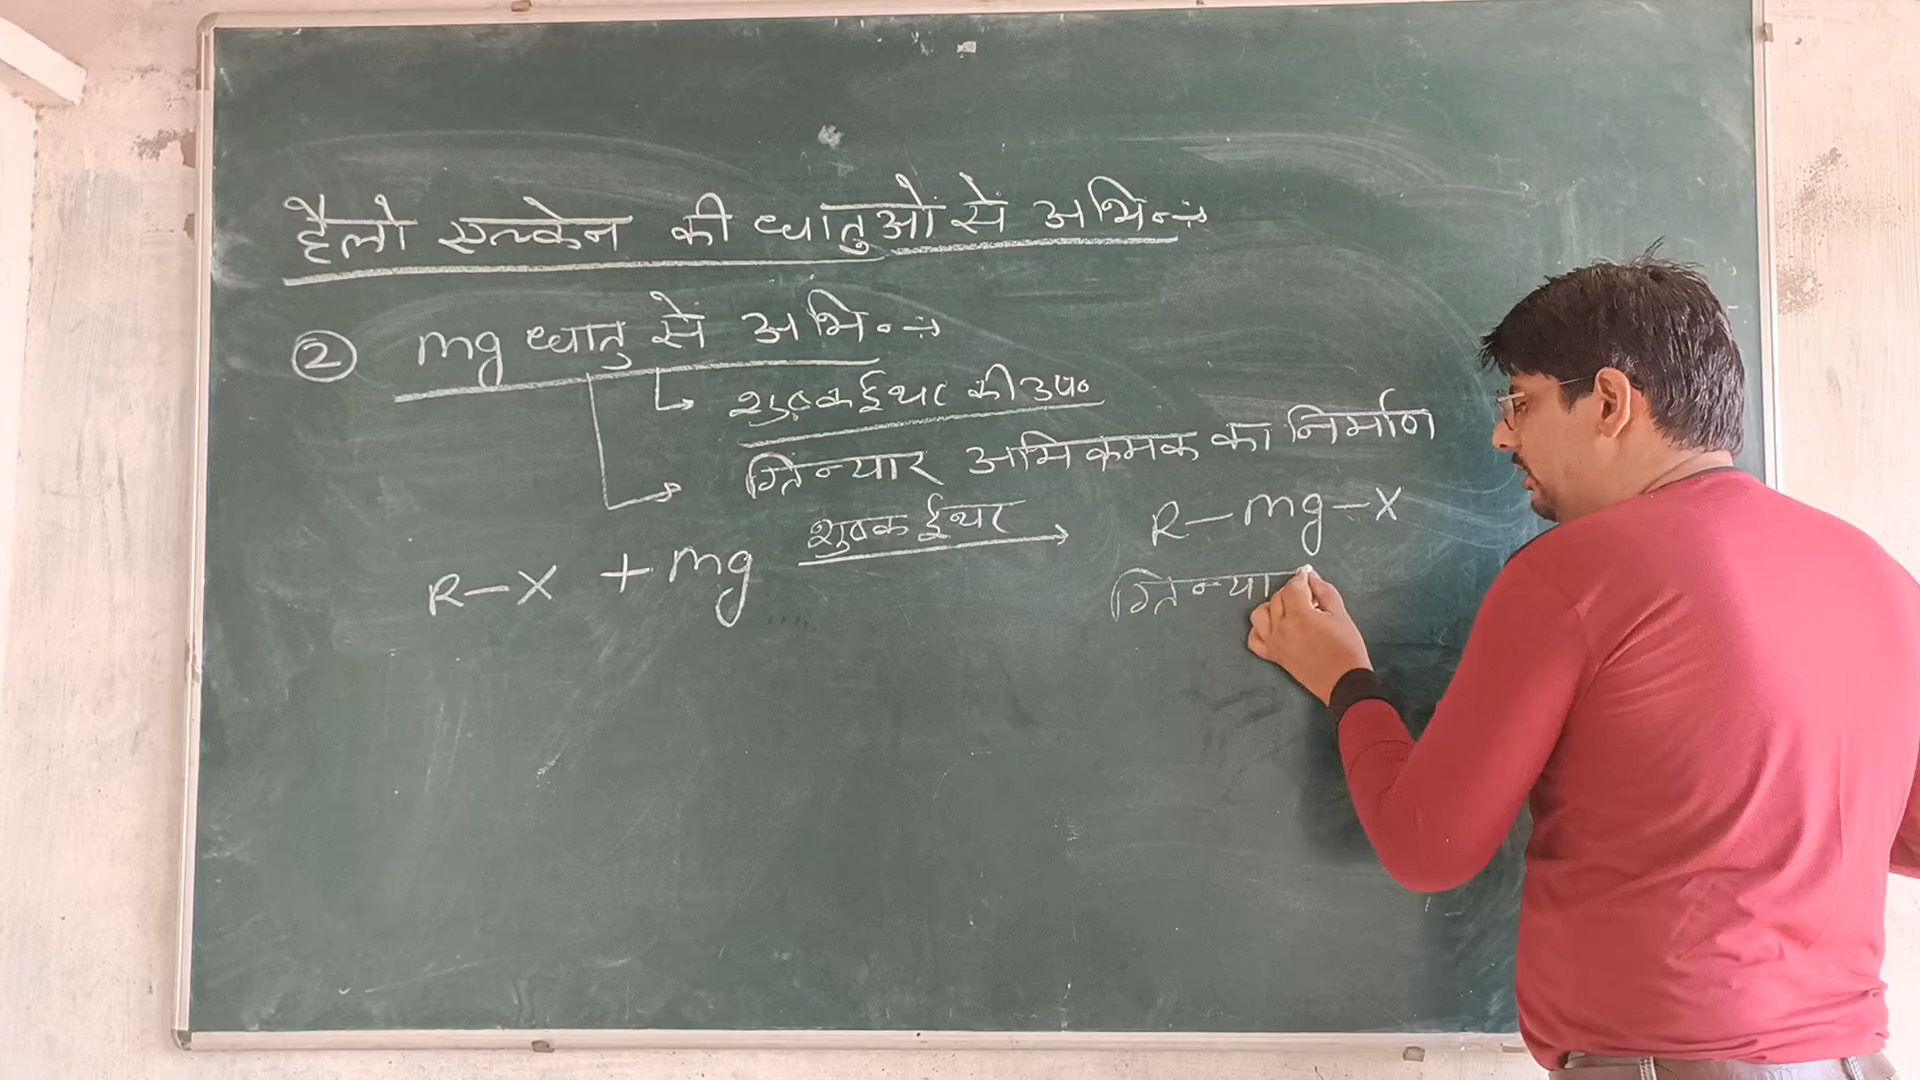 हैलो एल्केन की धातुओं से अभि०→
② mg धातु से अभि०→
शुष्क ईथर की उप०
ग्रिन्यार अभिकर्मक का निर्माण
R-X + mg शुष्क ईथर → R-mg-X
ग्रिन्यार